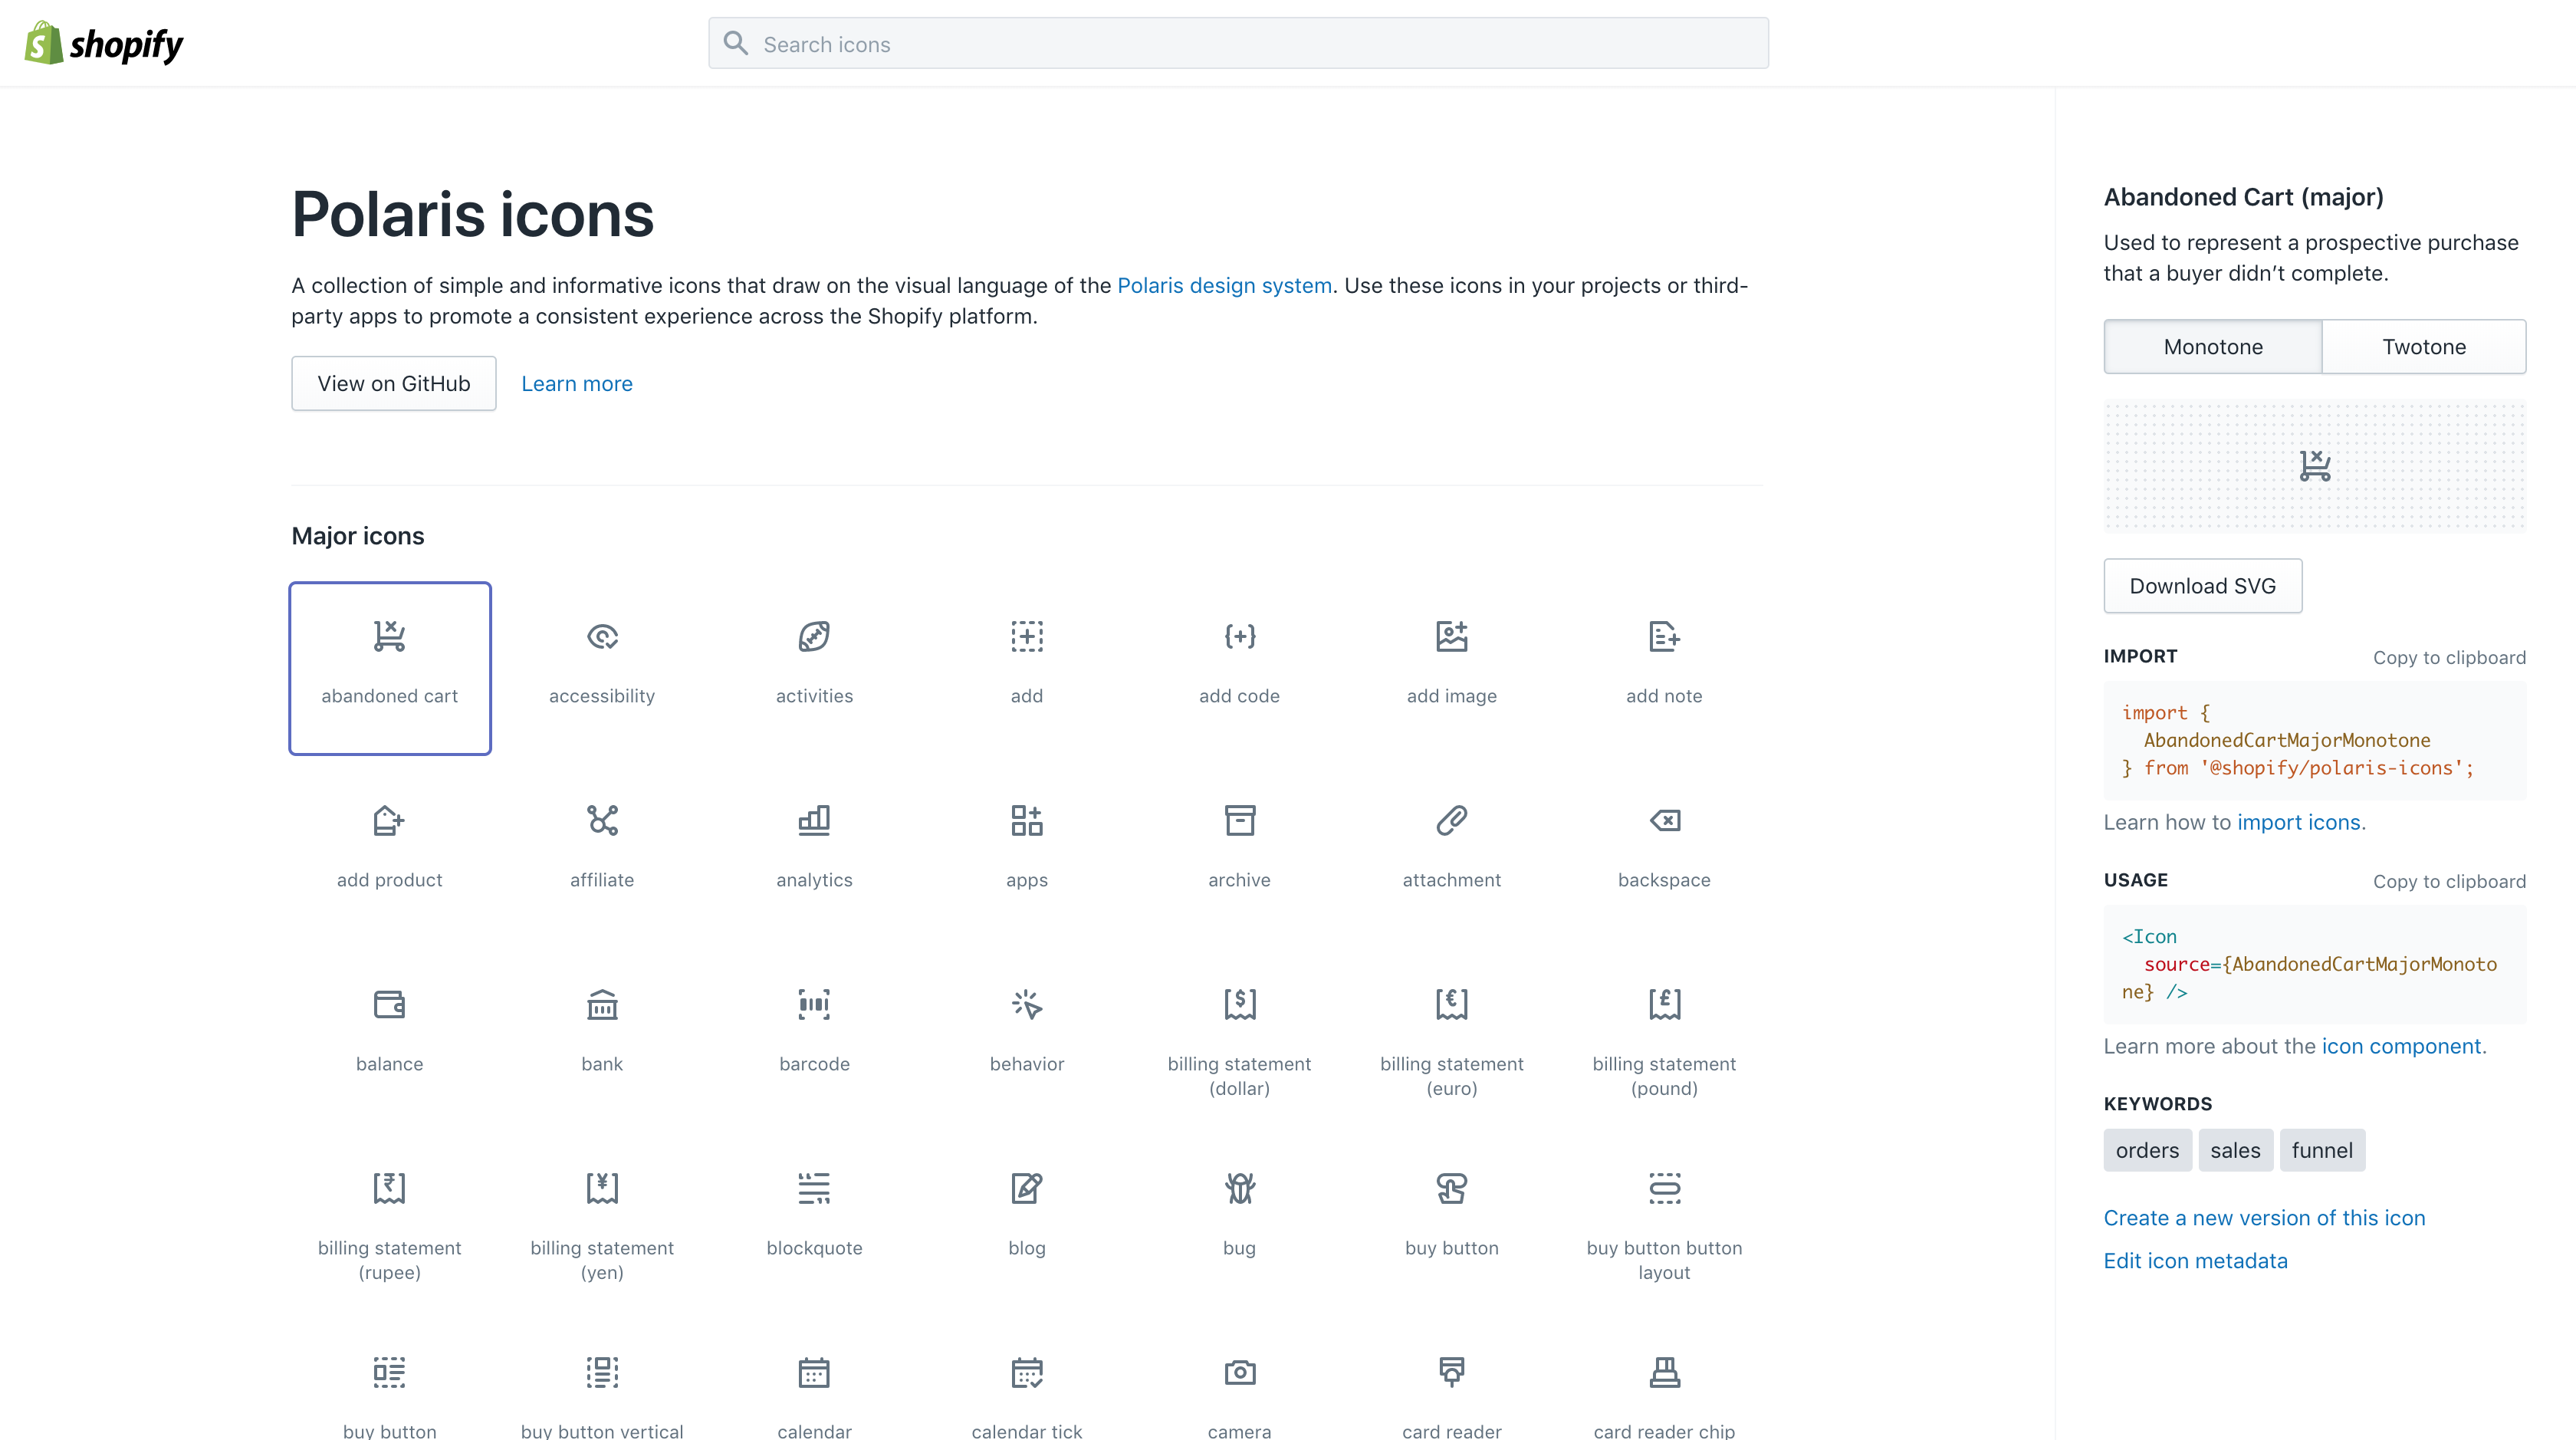 shopify
Search icons
Polaris icons
A collection of simple and informative icons that draw on the visual language of the Polaris design system. Use these icons in your projects or third-
party apps to promote a consistent experience across the Shopify platform.
View on GitHub
Learn more
Major icons
abandoned cart
accessibility
activities
add
add code
add image
add note
add product
affiliate
analytics
apps
archive
attachment
backspace
balance
bank
barcode
behavior
billing statement
(dollar)
billing statement
(euro)
billing statement
(pound)
billing statement
(rupee)
billing statement
(yen)
blockquote
blog
bug
buy button
buy button button
layout
buy button
buy button vertical
calendar
calendar tick
camera
card reader
card reader chip
Abandoned Cart (major)
Used to represent a prospective purchase
that a buyer didn’t complete.
Monotone
Twotone
Download SVG
IMPORT
Copy to clipboard
import {
AbandonedCartMajorMonotone
} from '@shopify/polaris-icons';
Learn how to import icons.
USAGE
Copy to clipboard
<Icon
source={AbandonedCartMajorMonoto
ne} />
Learn more about the icon component.
KEYWORDS
orders
sales
funnel
Create a new version of this icon
Edit icon metadata